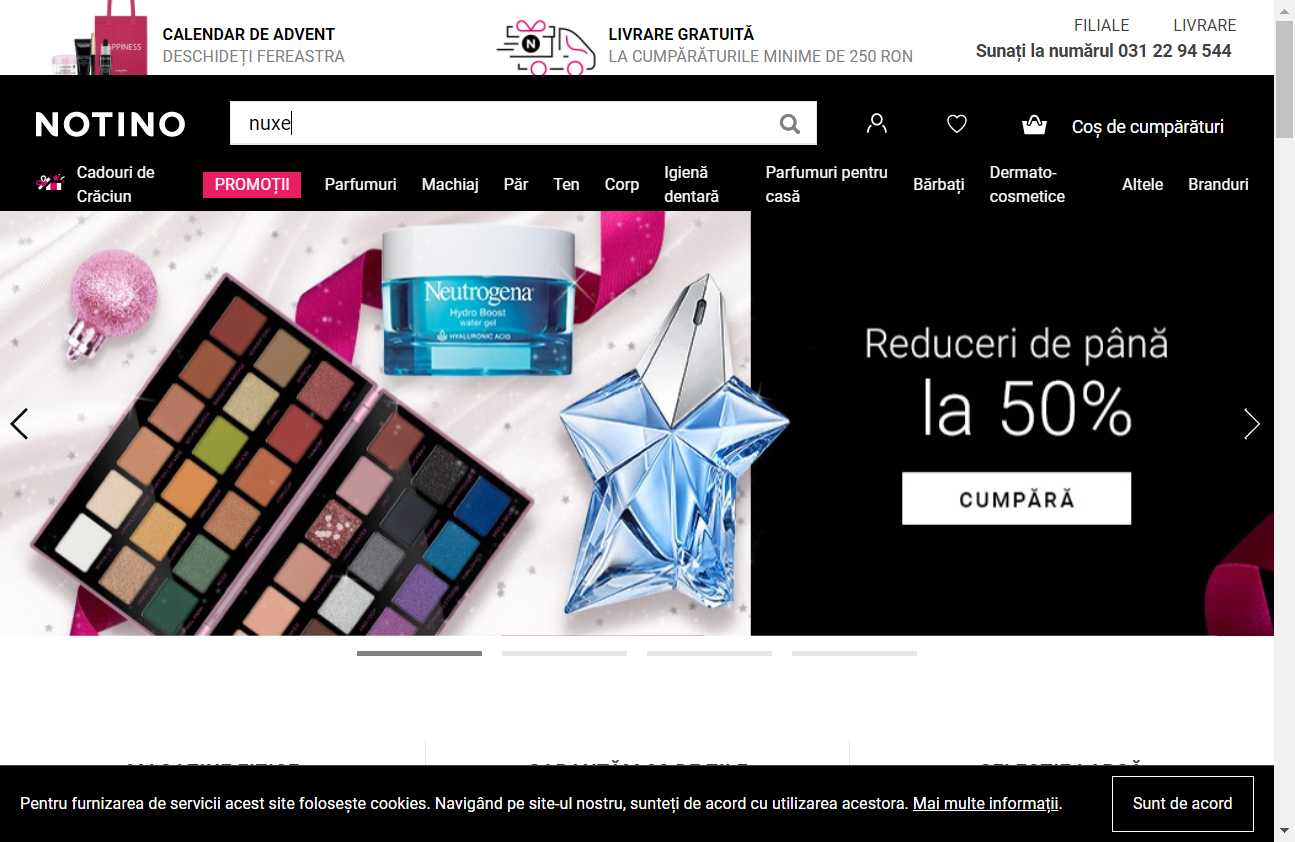 CALENDAR DE ADVENT
DESCHIDEȚI FEREASTRA
LIVRARE GRATUITĂ
LA CUMPĂRĂTURILE MINIME DE 250 RON
FILIALE LIVRARE
Sunați la numărul 031 22 94 544
NOTINO
nuxe
Coș de cumpărături
Cadouri de Crăciun
PROMOȚII
Parfumuri
Machiaj
Păr
Ten
Corp
Igienă dentară
Parfumuri pentru casă
Bărbați
Dermato-cosmetice
Altele
Branduri
Neutrogena
Hydro Boost
water gel
HYALURONIC ACID
Reduceri de până
la 50%
CUMPĂRĂ
Pentru furnizarea de servicii acest site folosește cookies. Navigând pe site-ul nostru, sunteți de acord cu utilizarea acestora. Mai multe informații.
Sunt de acord